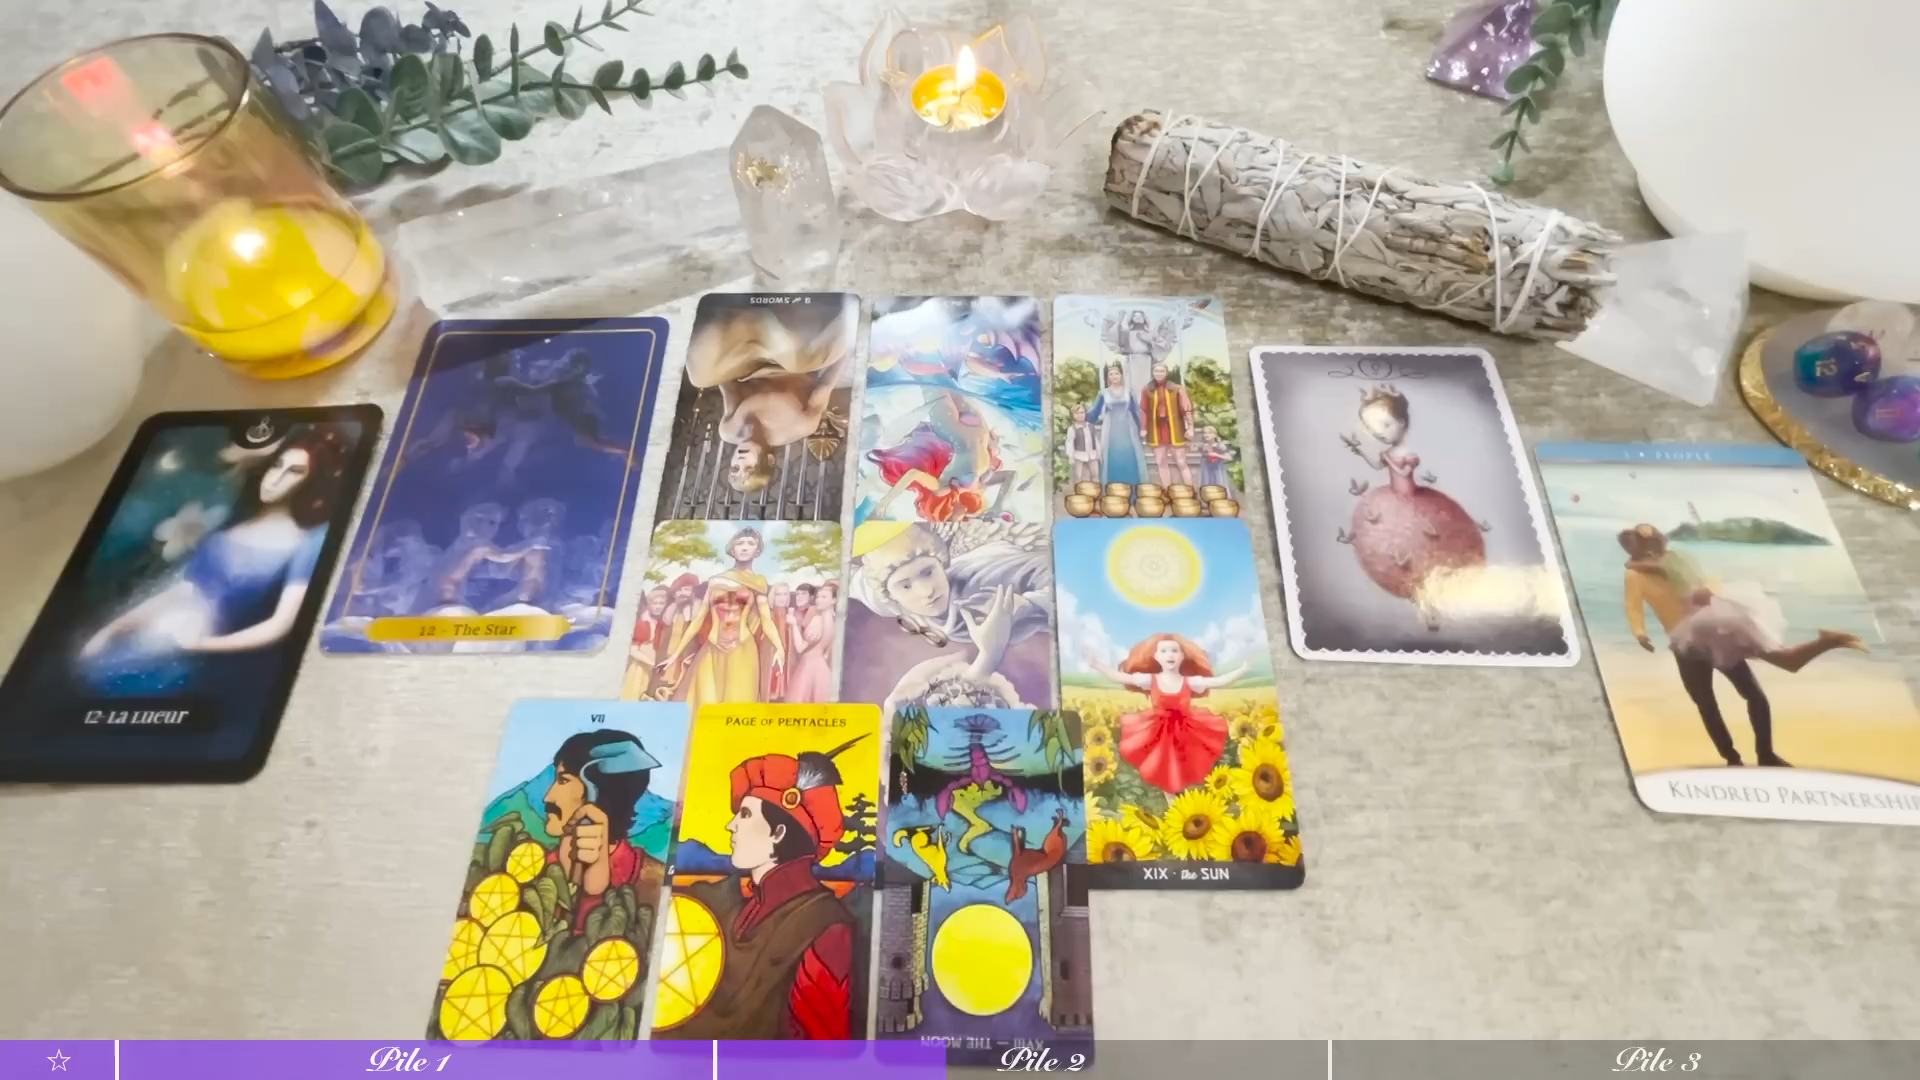 9 SWORDS
12 - The Star
12-La Lueur
VII
PAGE OF PENTACLES
XIX · the SUN
KINDRED PARTNERSHIP
XVIII — THE MOON
☆
Pile 1
Pile 2
Pile 3